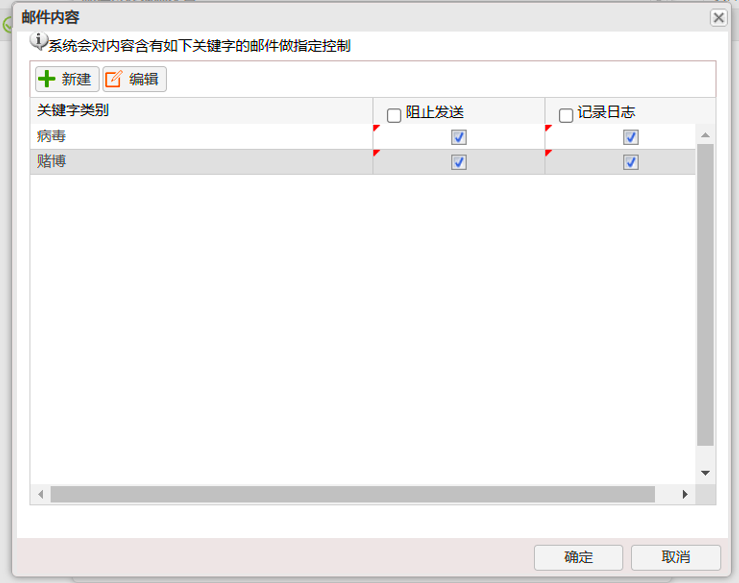 邮件内容
系统会对内容含有如下关键字的邮件做指定控制
新建 编辑
关键字类别 阻止发送 记录日志
病毒
赌博
确定 取消